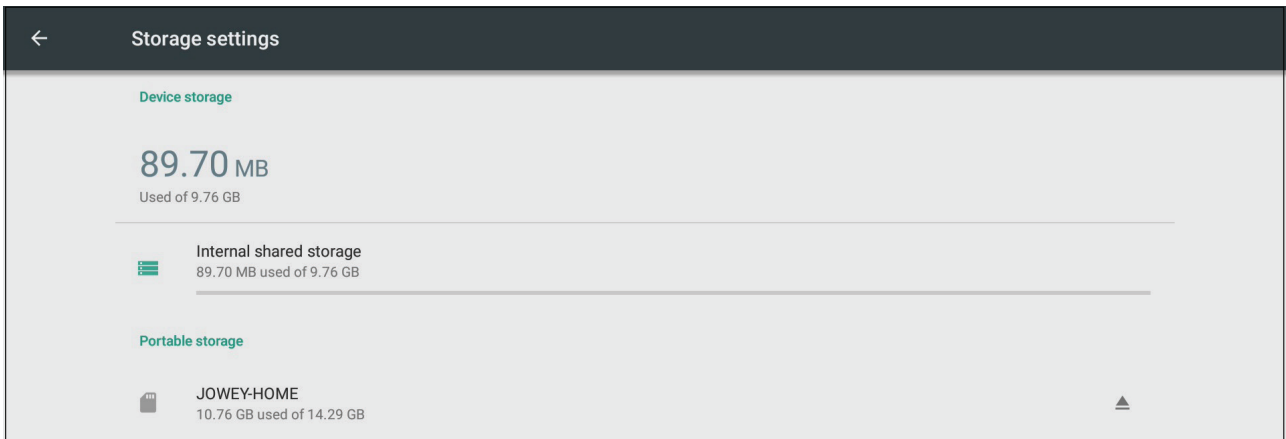 Storage settings
Device storage
89.70 MB
Used of 9.76 GB
Internal shared storage
89.70 MB used of 9.76 GB
Portable storage
JOWEY-HOME
10.76 GB used of 14.29 GB